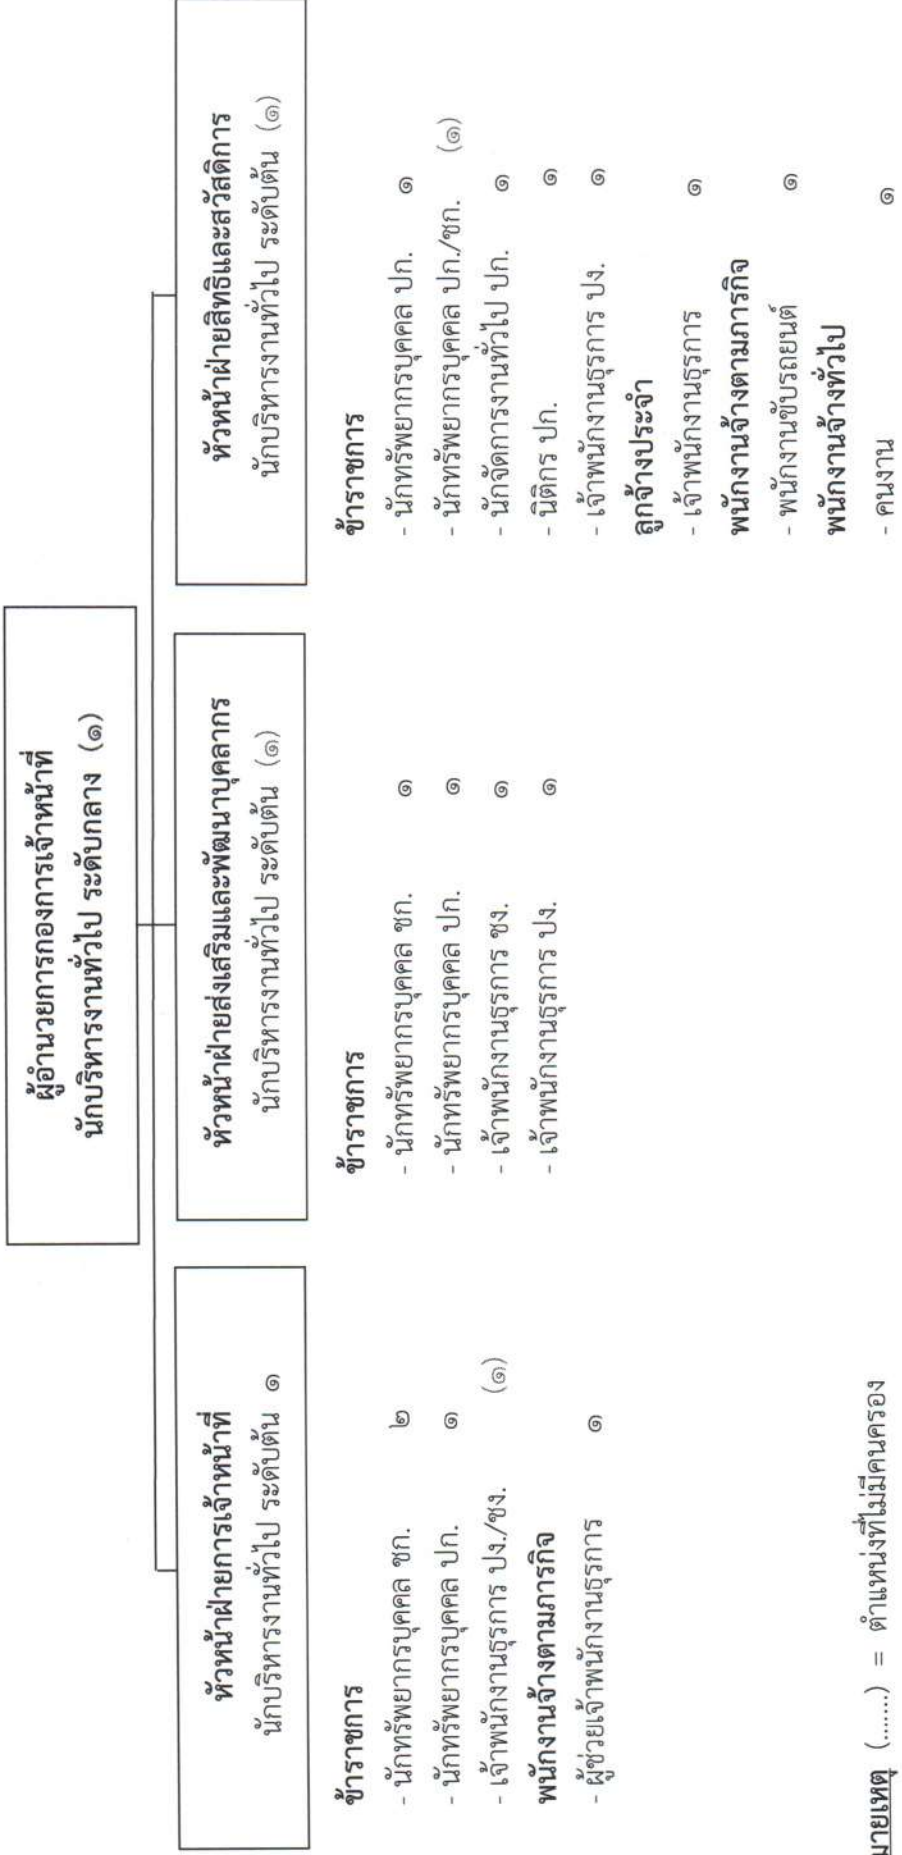 ผู้อำนวยการกองการเจ้าหน้าที่
นักบริหารงานทั่วไป ระดับกลาง (๑)
หัวหน้าฝ่ายการเจ้าหน้าที่
นักบริหารงานทั่วไป ระดับต้น ๑
ข้าราชการ
- นักทรัพยากรบุคคล ชก. ๒
- นักทรัพยากรบุคคล ปก. ๑
- เจ้าพนักงานธุรการ ปง./ชง. (๑)
พนักงานจ้างตามภารกิจ
- ผู้ช่วยเจ้าพนักงานธุรการ ๑
หัวหน้าฝ่ายส่งเสริมและพัฒนาบุคลากร
นักบริหารงานทั่วไป ระดับต้น (๑)
ข้าราชการ
- นักทรัพยากรบุคคล ชก. ๑
- นักทรัพยากรบุคคล ปก. ๑
- เจ้าพนักงานธุรการ ชง. ๑
- เจ้าพนักงานธุรการ ปง. ๑
หัวหน้าฝ่ายสิทธิและสวัสดิการ
นักบริหารงานทั่วไป ระดับต้น (๑)
ข้าราชการ
- นักทรัพยากรบุคคล ปก. ๑
- นักทรัพยากรบุคคล ปก./ชก. (๑)
- นักจัดการงานทั่วไป ปก. ๑
- นิติกร ปก. ๑
- เจ้าพนักงานธุรการ ปง. ๑
ลูกจ้างประจำ
- เจ้าพนักงานธุรการ ๑
พนักงานจ้างตามภารกิจ
- พนักงานขับรถยนต์ ๑
พนักงานจ้างทั่วไป
- คนงาน ๑
มายเหตุ (.......) = ตำแหน่งที่ไม่มีคนครอง